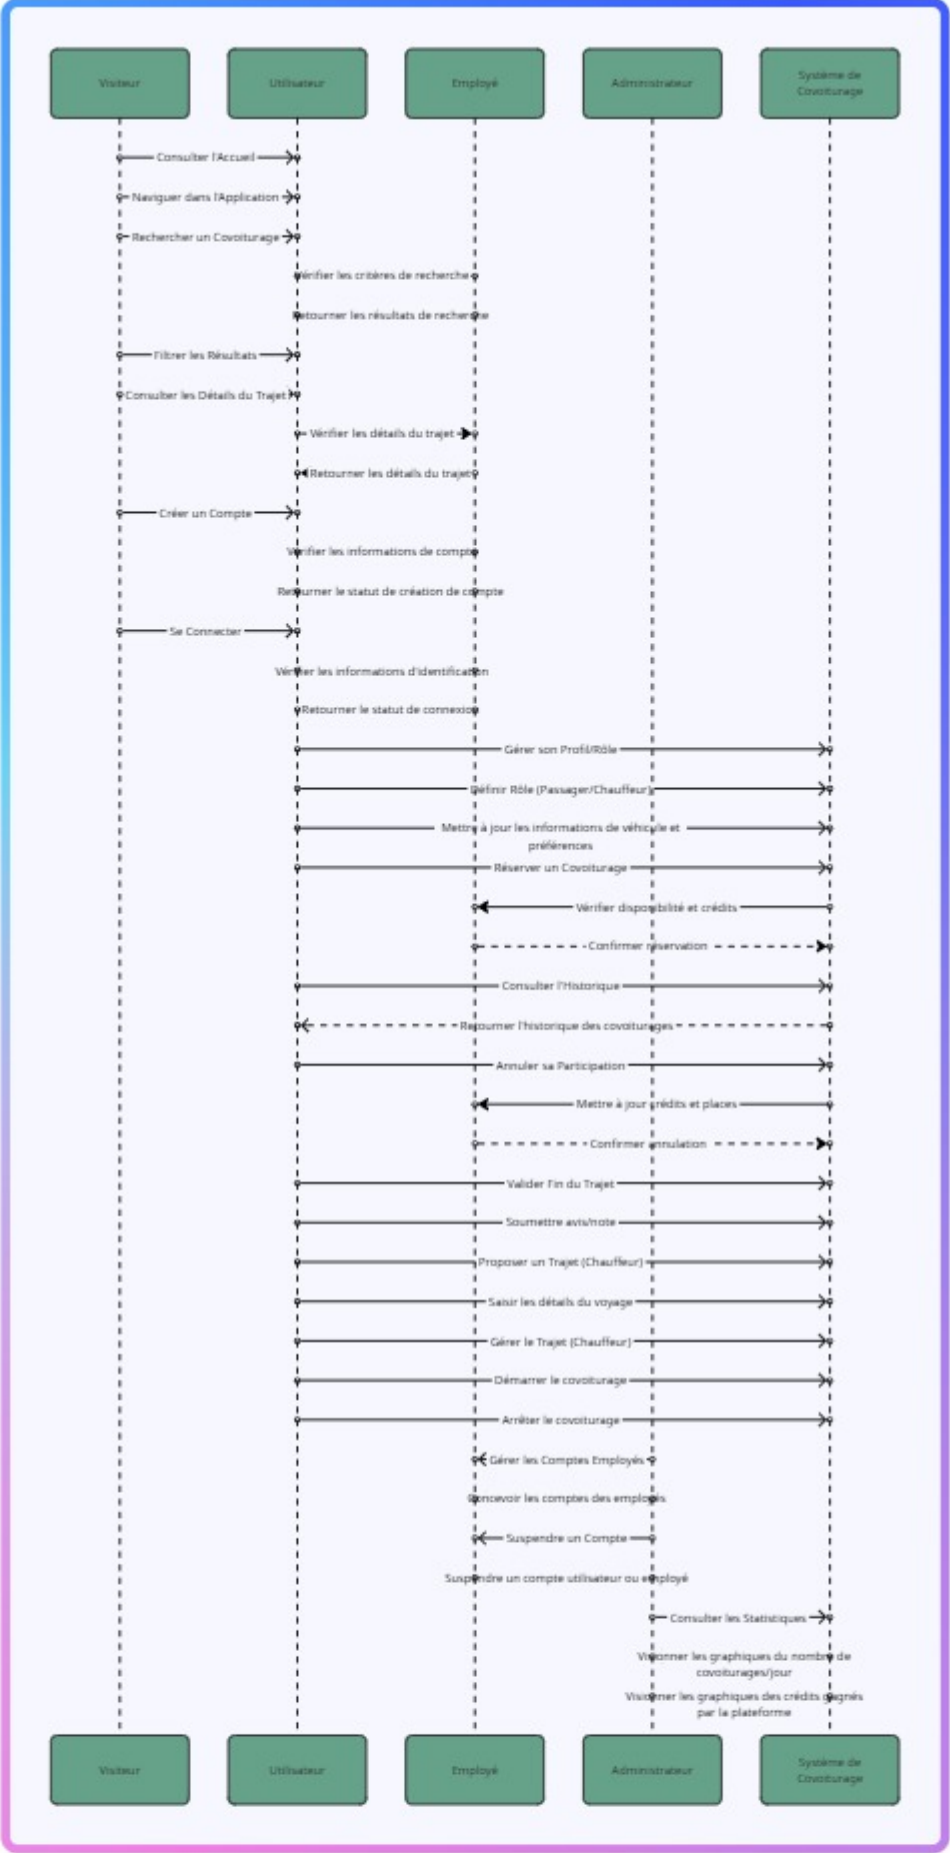 Visiteur
Utilisateur
Employé
Administrateur
Système de
Covoiturage
Consulter l'Accueil
Naviguer dans l'Application
Rechercher un Covoiturage
Vérifier les critères de recherche
Retourner les résultats de recherche
Filtrer les Résultats
Consulter les Détails du Trajet
Vérifier les détails du trajet
Retourner les détails du trajet
Créer un Compte
Vérifier les informations de compte
Retourner le statut de création de compte
Se Connecter
Vérifier les informations d'identification
Retourner le statut de connexion
Gérer son Profil/Rôle
Définir Rôle (Passager/Chauffeur)
Mettre à jour les informations de véhicule et
préférences
Réserver un Covoiturage
Vérifier disponibilité et crédits
Confirmer réservation
Consulter l'Historique
Retourner l'historique des covoiturages
Annuler sa Participation
Mettre à jour crédits et places
Confirmer annulation
Valider Fin du Trajet
Soumettre avis/note
Proposer un Trajet (Chauffeur)
Saisir les détails du voyage
Gérer le Trajet (Chauffeur)
Démarrer le covoiturage
Arrêter le covoiturage
Gérer les Comptes Employés
Concevoir les comptes des employés
Suspendre un Compte
Suspendre un compte utilisateur ou employé
Consulter les Statistiques
Visionner les graphiques du nombre de
covoiturages/jour
Visionner les graphiques des crédits gagnés
par la plateforme
Visiteur
Utilisateur
Employé
Administrateur
Système de
Covoiturage